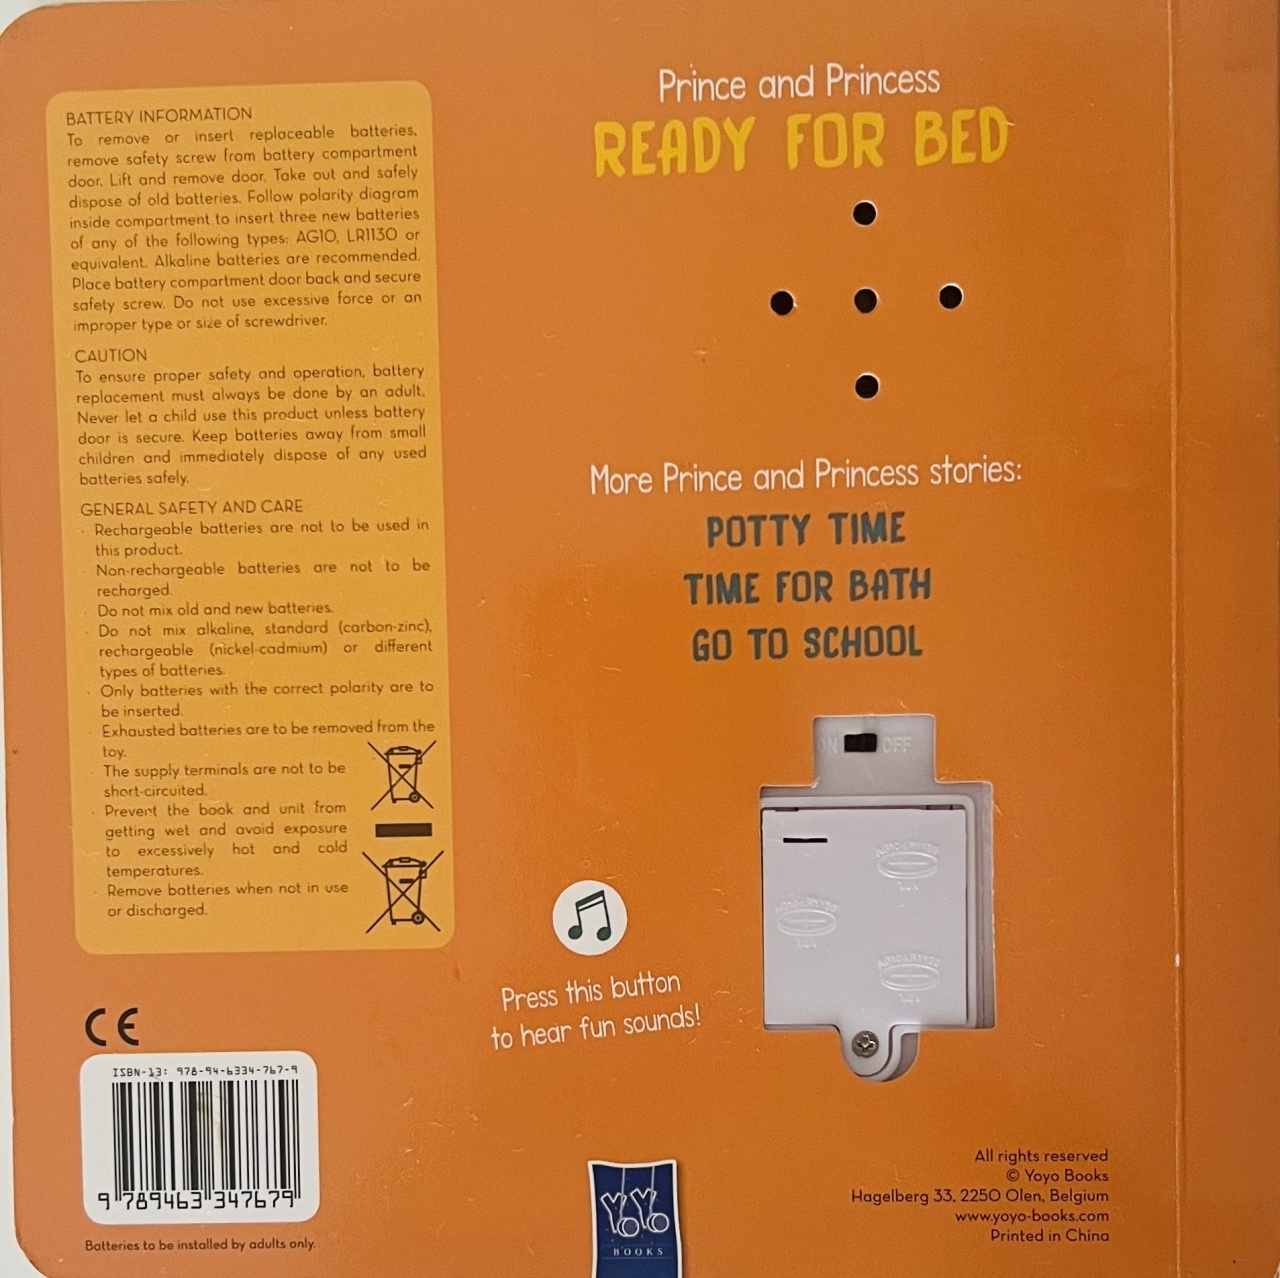 BATTERY INFORMATION
To remove or insert replaceable batteries,
remove safety screw from battery compartment
door. Lift and remove door. Take out and safely
dispose of old batteries. Follow polarity diagram
inside compartment to insert three new batteries
of any of the following types: AG10, LR1130 or
equivalent. Alkaline batteries are recommended.
Place battery compartment door back and secure
safety screw. Do not use excessive force or an
improper type or size of screwdriver.
CAUTION
To ensure proper safety and operation, battery
replacement must always be done by an adult.
Never let a child use this product unless battery
door is secure. Keep batteries away from small
children and immediately dispose of any used
batteries safely.
GENERAL SAFETY AND CARE
· Rechargeable batteries are not to be used in
this product.
· Non-rechargeable batteries are not to be
recharged.
· Do not mix old and new batteries.
· Do not mix alkaline, standard (carbon-zinc),
rechargeable (nickel-cadmium) or different
types of batteries.
· Only batteries with the correct polarity are to
be inserted.
· Exhausted batteries are to be removed from the
toy.
· The supply terminals are not to be
short-circuited.
· Prevent the book and unit from
getting wet and avoid exposure
to excessively hot and cold
temperatures.
· Remove batteries when not in use
or discharged.
CE
ISBN-13: 978-94-6334-767-9
9 789463 347679
Batteries to be installed by adults only.
Prince and Princess
READY FOR BED
More Prince and Princess stories:
POTTY TIME
TIME FOR BATH
GO TO SCHOOL
ON OFF
Press this button
to hear fun sounds!
YOYO
BOOKS
All rights reserved
© Yoyo Books
Hagelberg 33, 2250 Olen, Belgium
www.yoyo-books.com
Printed in China